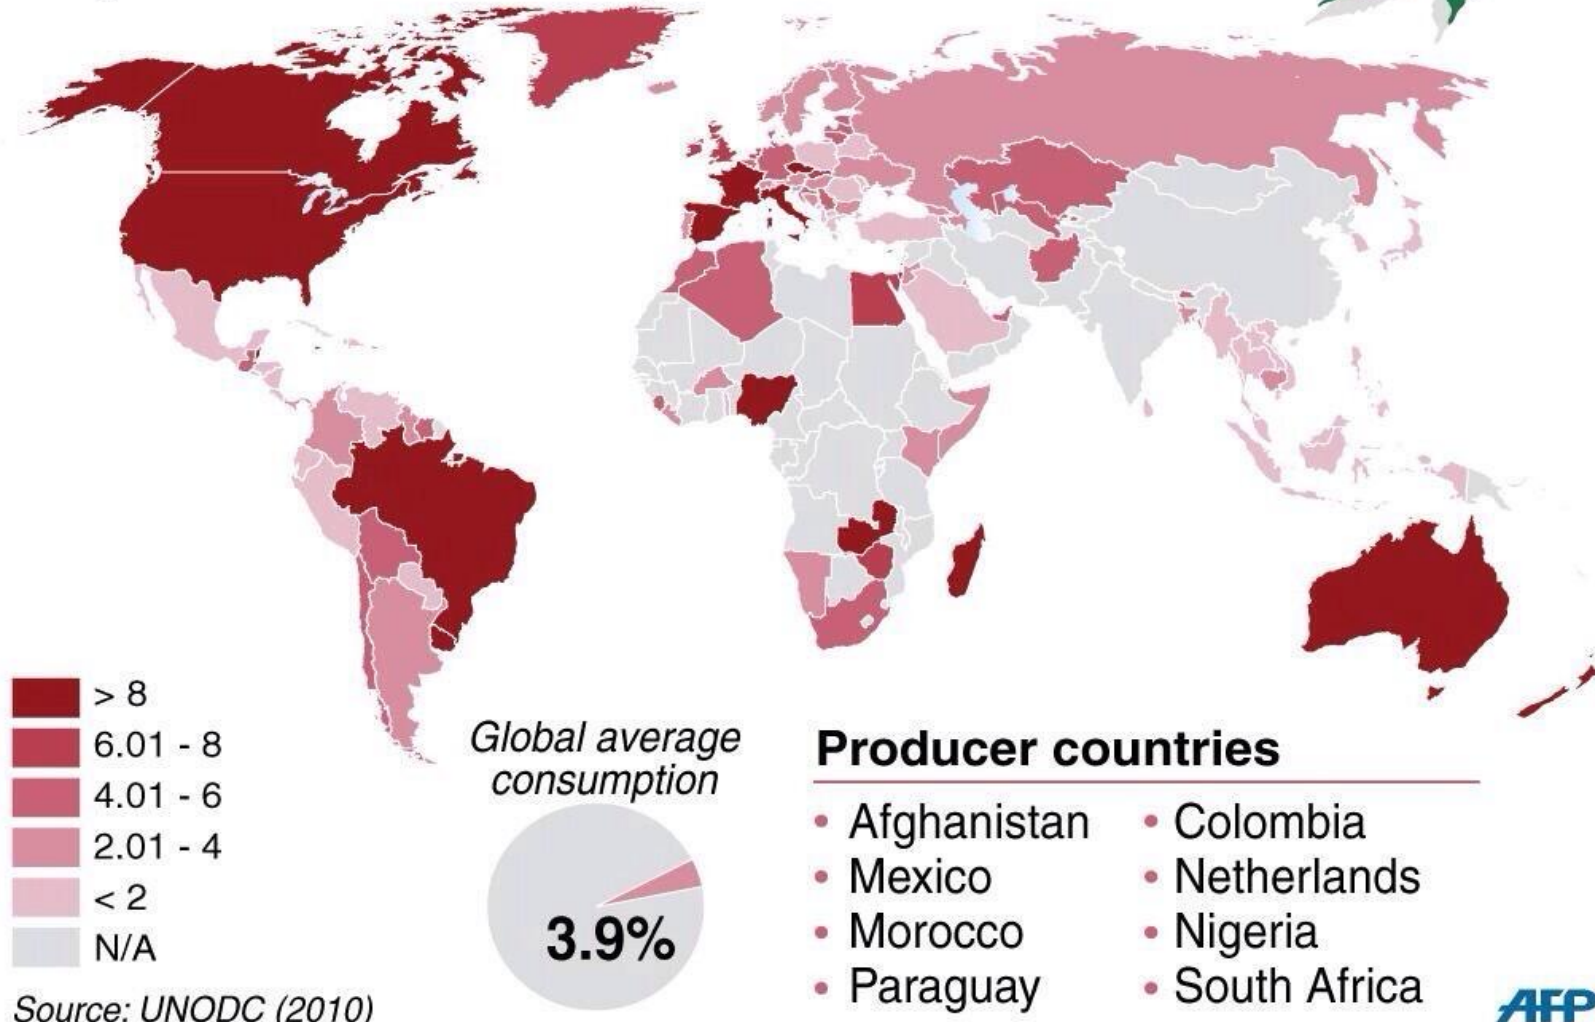 > 8
6.01 - 8
4.01 - 6
2.01 - 4
< 2
N/A
Source: UNODC (2010)
Global average
consumption
3.9%
Producer countries
• Afghanistan
• Mexico
• Morocco
• Paraguay
• Colombia
• Netherlands
• Nigeria
• South Africa
AFP